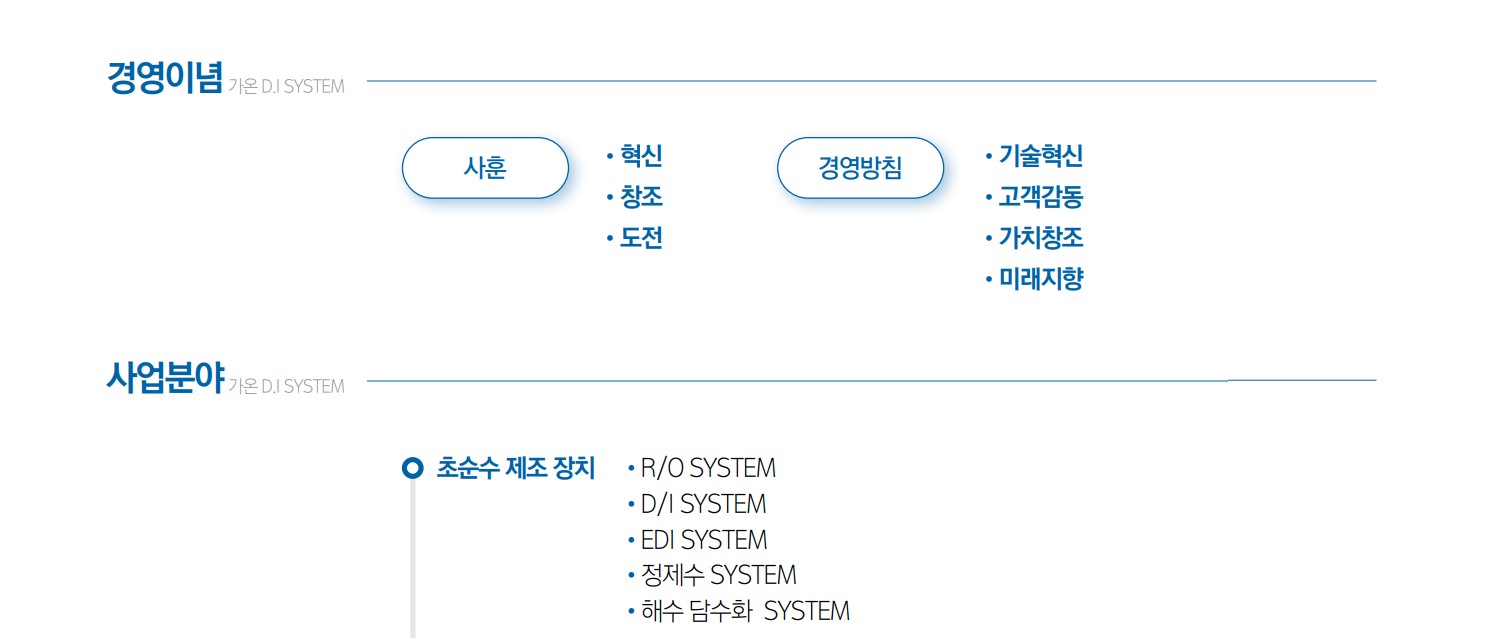 경영이념 가온 D.I SYSTEM
사훈
• 혁신
• 창조
• 도전
경영방침
• 기술혁신
• 고객감동
• 가치창조
• 미래지향
사업분야 가온 D.I SYSTEM
초순수 제조 장치
• R/O SYSTEM
• D/I SYSTEM
• EDI SYSTEM
• 정제수 SYSTEM
• 해수 담수화 SYSTEM